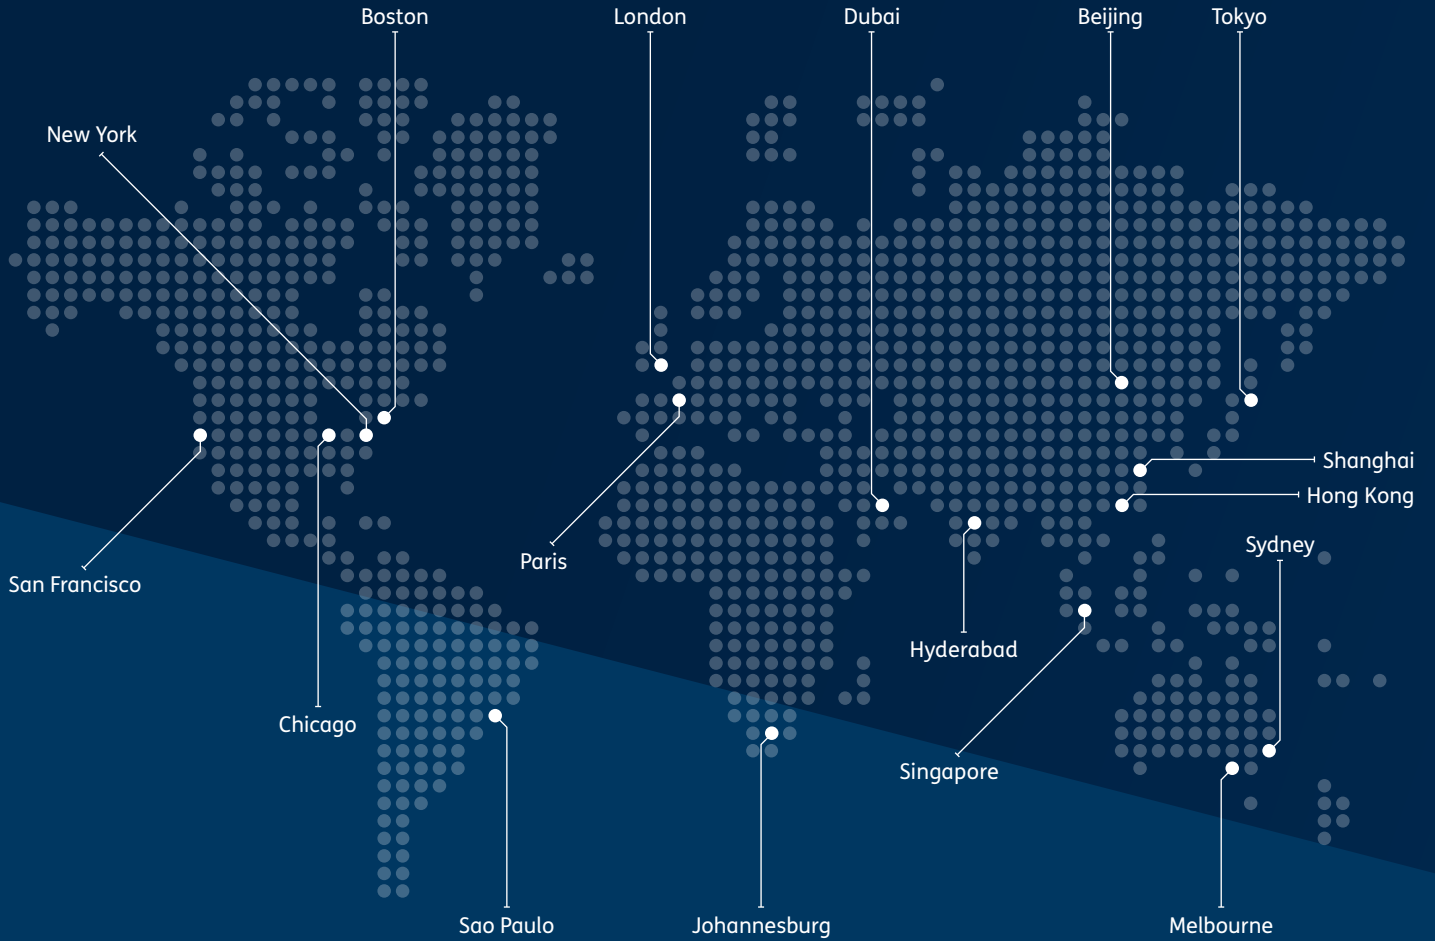 Boston
London
Dubai
Beijing
Tokyo
New York
Shanghai
Hong Kong
Sydney
Paris
San Francisco
Hyderabad
Chicago
Singapore
Sao Paulo
Johannesburg
Melbourne